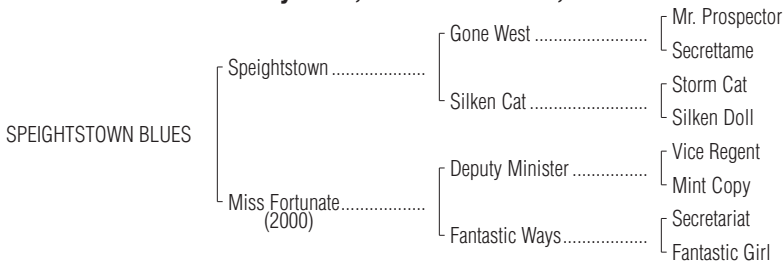 Mr. Prospector
Gone West ......................
Secrettame
Speightstown ....................
Storm Cat
Silken Cat .......................
Silken Doll
SPEIGHTSTOWN BLUES
Vice Regent
Deputy Minister ..............
Mint Copy
Miss Fortunate.................
(2000)
Secretariat
Fantastic Ways................
Fantastic Girl